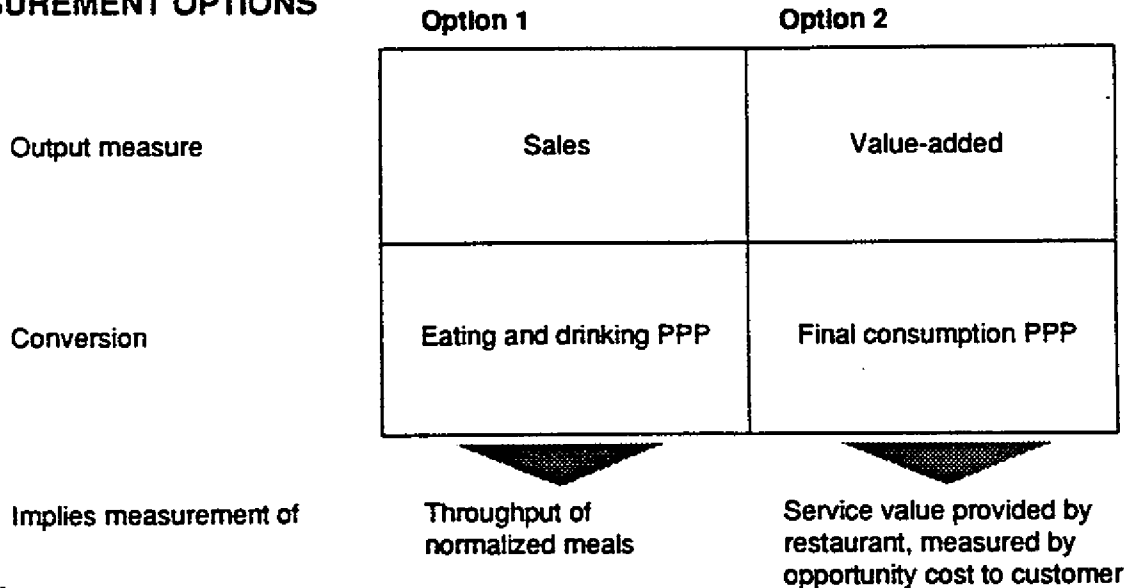 SUREMENT OPTIONS
Option 1 Option 2
Output measure Sales Value-added
Conversion Eating and drinking PPP Final consumption PPP
Implies measurement of Throughput of normalized meals Service value provided by restaurant, measured by opportunity cost to customer